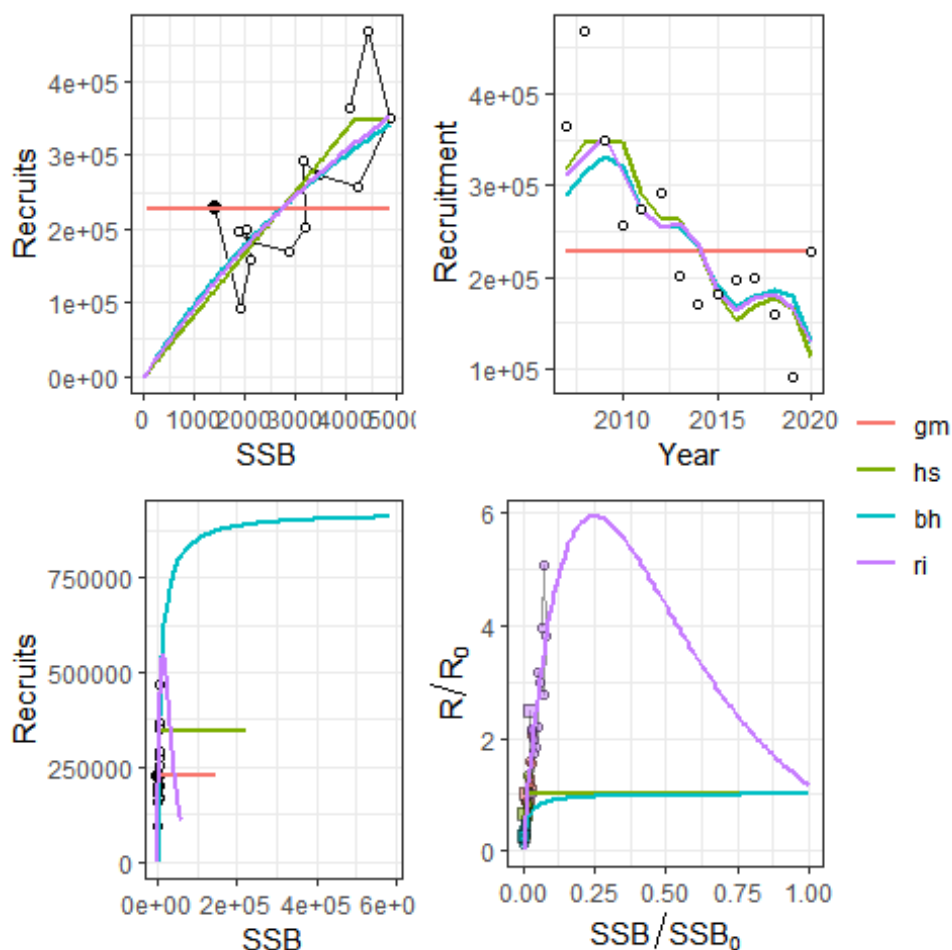 Recruits
4e+05
3e+05
2e+05
1e+05
0e+00
0 1000 2000 3000 4000 5000
SSB
Recruitment
4e+05
3e+05
2e+05
1e+05
2010 2015 2020
Year
gm
hs
bh
ri
Recruits
750000
500000
250000
0
0e+00 2e+05 4e+05 6e+0
SSB
R/R₀
6
4
2
0
0.00 0.25 0.50 0.75 1.00
SSB/SSB₀